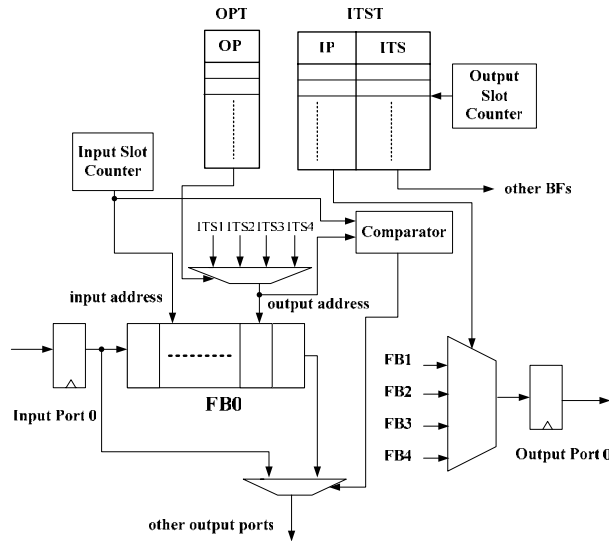 OPT
ITST
OP
IP
ITS
Output
Slot
Counter
Input Slot
Counter
other BFs
ITS1 ITS2 ITS3 ITS4
Comparator
input address
output address
FB0
Input Port 0
FB1
FB2
FB3
FB4
Output Port 0
other output ports